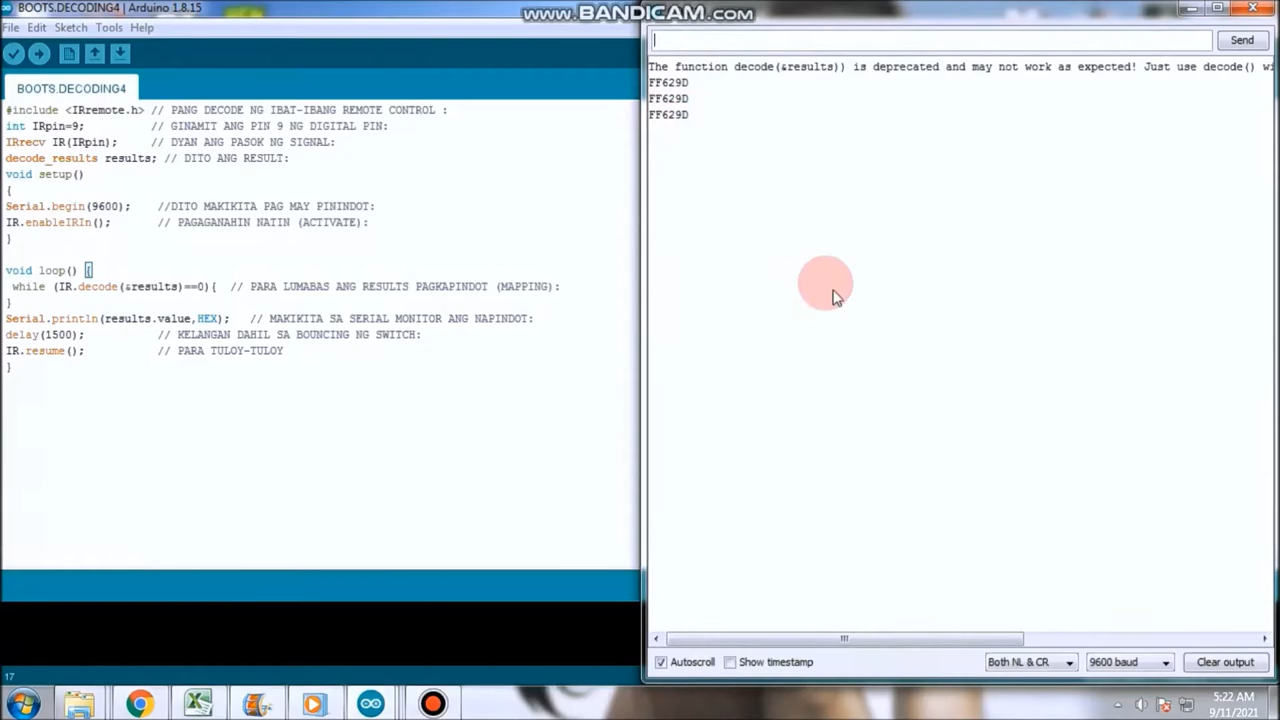 BOOTS.DECODING4 | Arduino 1.8.15
www.BANDICAM.com
File Edit Sketch Tools Help
BOOTS.DECODING4
#include <IRremote.h> // PANG DECODE NG IBAT-IBANG REMOTE CONTROL :
int IRpin=9; // GINAMIT ANG PIN 9 NG DIGITAL PIN:
IRrecv IR(IRpin); // DYAN ANG PASOK NG SIGNAL:
decode_results results; // DITO ANG RESULT:
void setup()
{
Serial.begin(9600); //DITO MAKIKITA PAG MAY PININDOT:
IR.enableIRIn(); // PAGAGANAHIN NATIN (ACTIVATE):
}
void loop() {
while (IR.decode(&results)==0){ // PARA LUMABAS ANG RESULTS PAGKAPINDOT (MAPPING):
}
Serial.println(results.value,HEX); // MAKIKITA SA SERIAL MONITOR ANG NAPINDOT:
delay(1500); // KELANGAN DAHIL SA BOUNCING NG SWITCH:
IR.resume(); // PARA TULOY-TULOY
}
17
Send
The function decode(&results)) is deprecated and may not work as expected! Just use decode() wi
FF629D
FF629D
FF629D
Autoscroll Show timestamp Both NL & CR 9600 baud Clear output
5:22 AM
9/11/2021